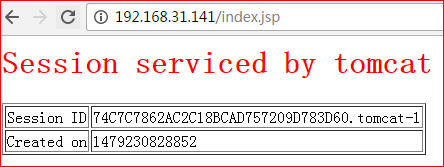 192.168.31.141/index.jsp
Session serviced by tomcat
Session ID 74C7C7862AC2C18BCAD757209D783D60.tomcat-1
Created on 1479230828852